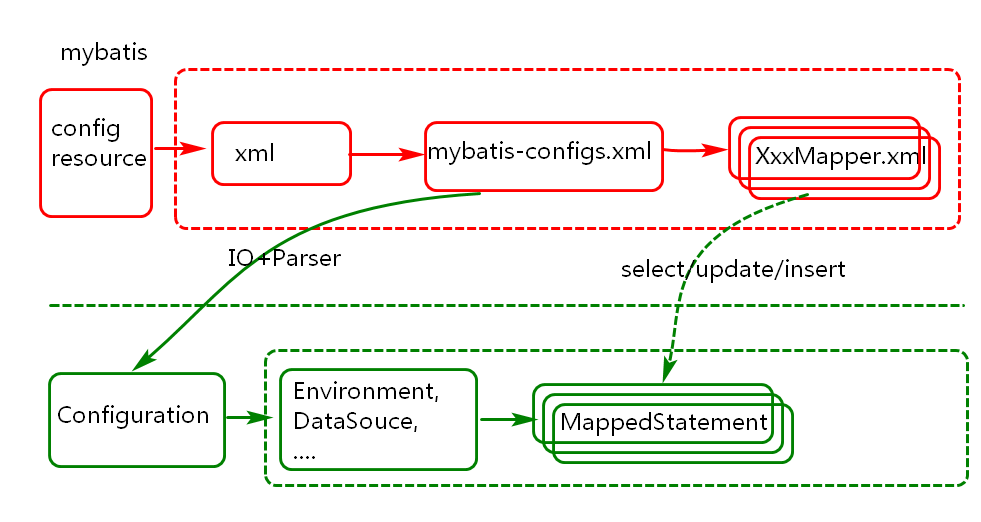 mybatis
config
resource
xml
mybatis-configs.xml
XxxMapper.xml
IO+Parser
select/update/insert
Configuration
Environment,
DataSouce,
....
MappedStatement